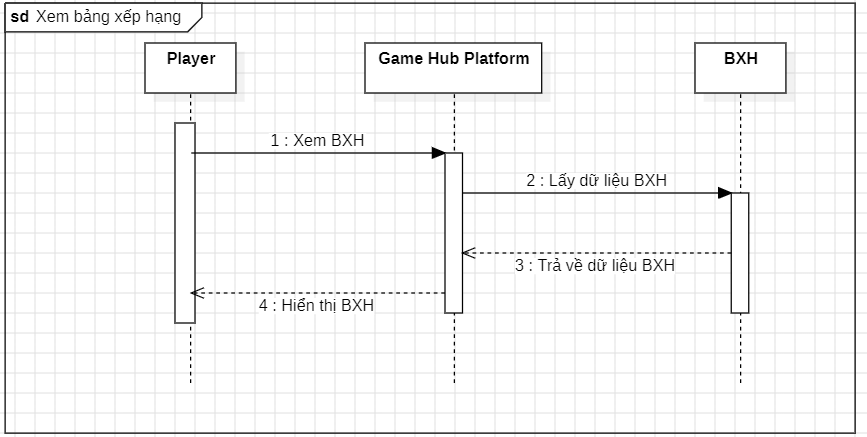 sd Xem bảng xếp hạng
Player
Game Hub Platform
BXH
1 : Xem BXH
2 : Lấy dữ liệu BXH
3 : Trả về dữ liệu BXH
4 : Hiển thị BXH